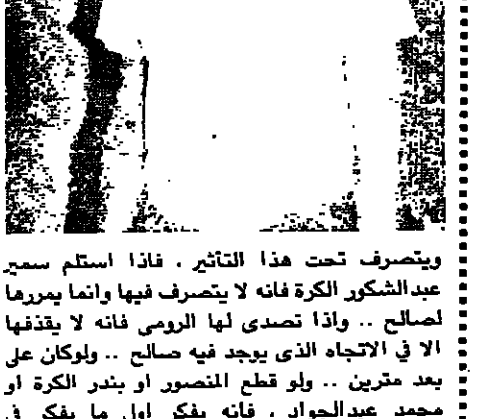 ويتصرف تحت هذا التأثير . فاذا استلم سمير
عبدالشكور الكرة فانه لا يتصرف فيها وانما يمررها
لصالح .. واذا تصدى لها الرومى فانه لا يقذفها
الا في الاتجاه الذى يوجد فيه صالح .. ولوكان على
بعد مترين .. ولو قطع المنصور او بندر الكرة او
محمد عبدالجواد . فانه يفكر اول ما يفكر في